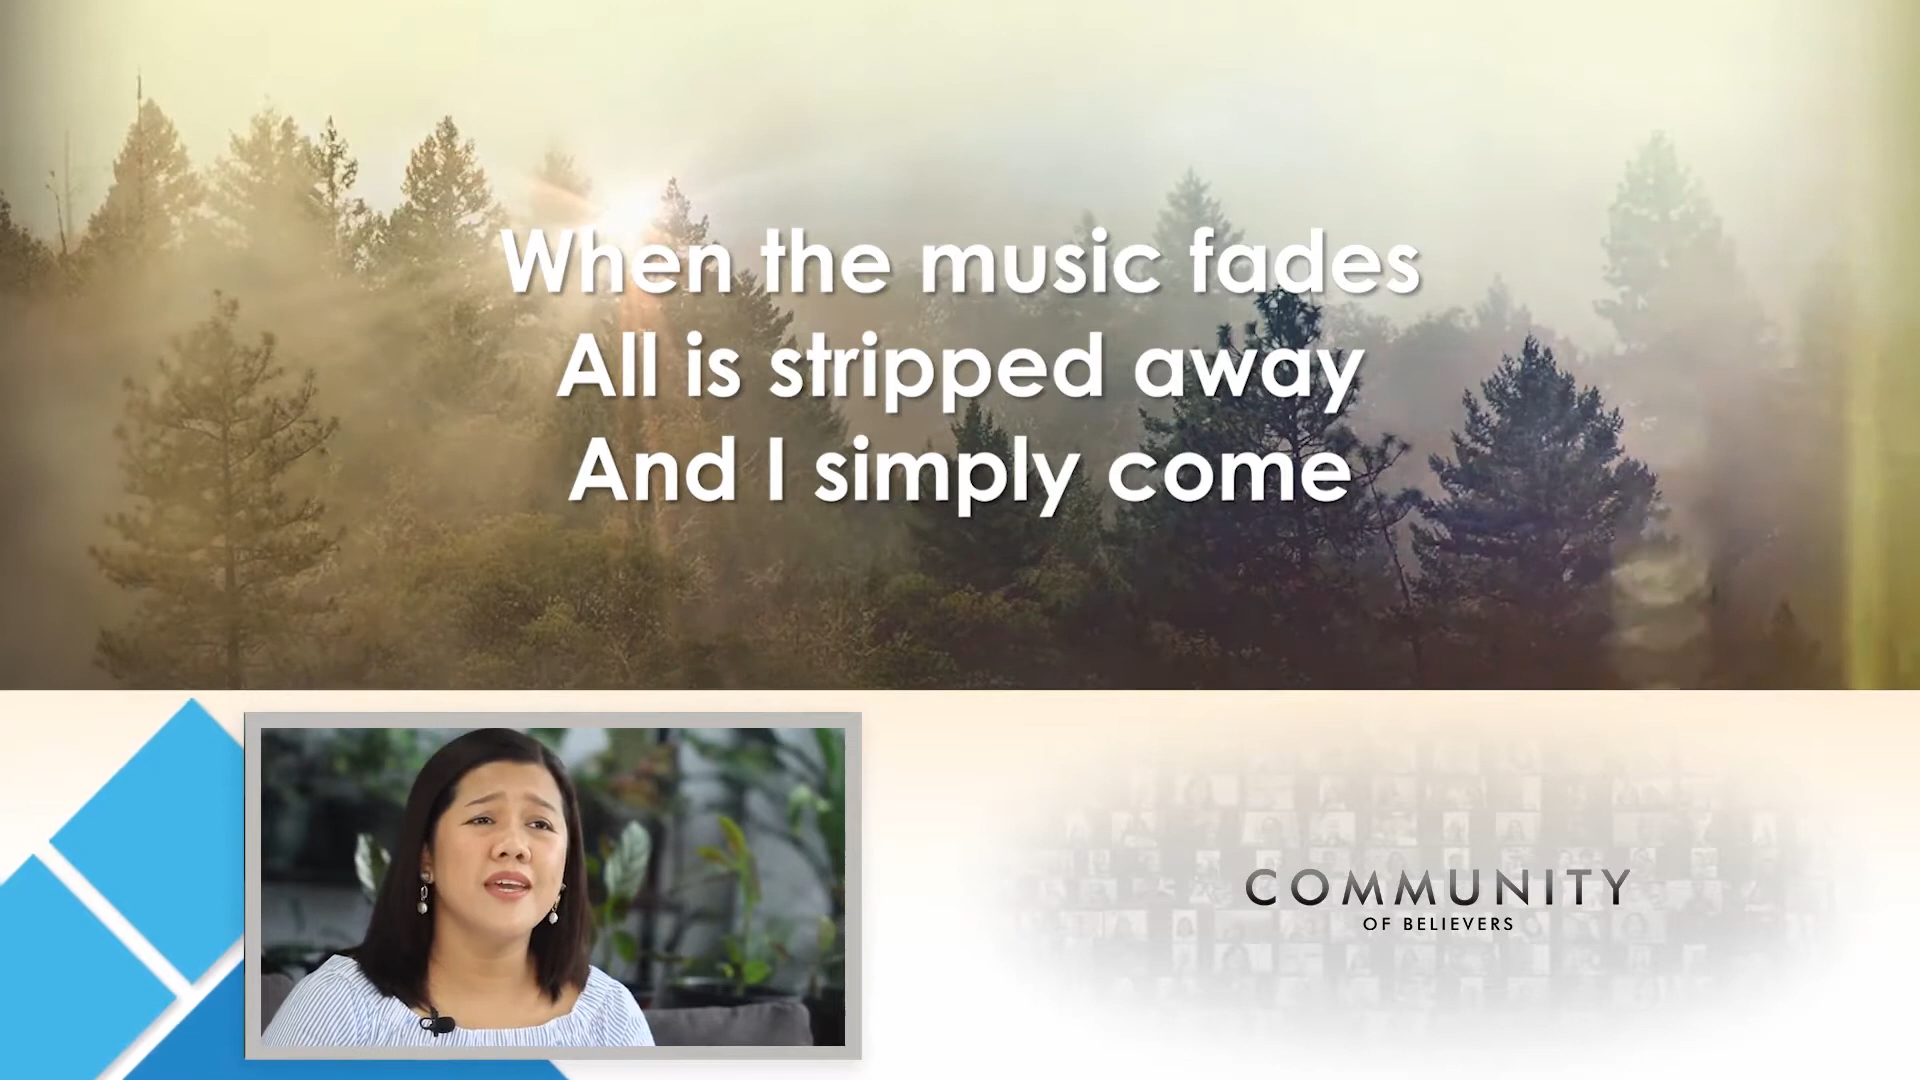 When the music fades
All is stripped away
And I simply come
COMMUNITY
OF BELIEVERS